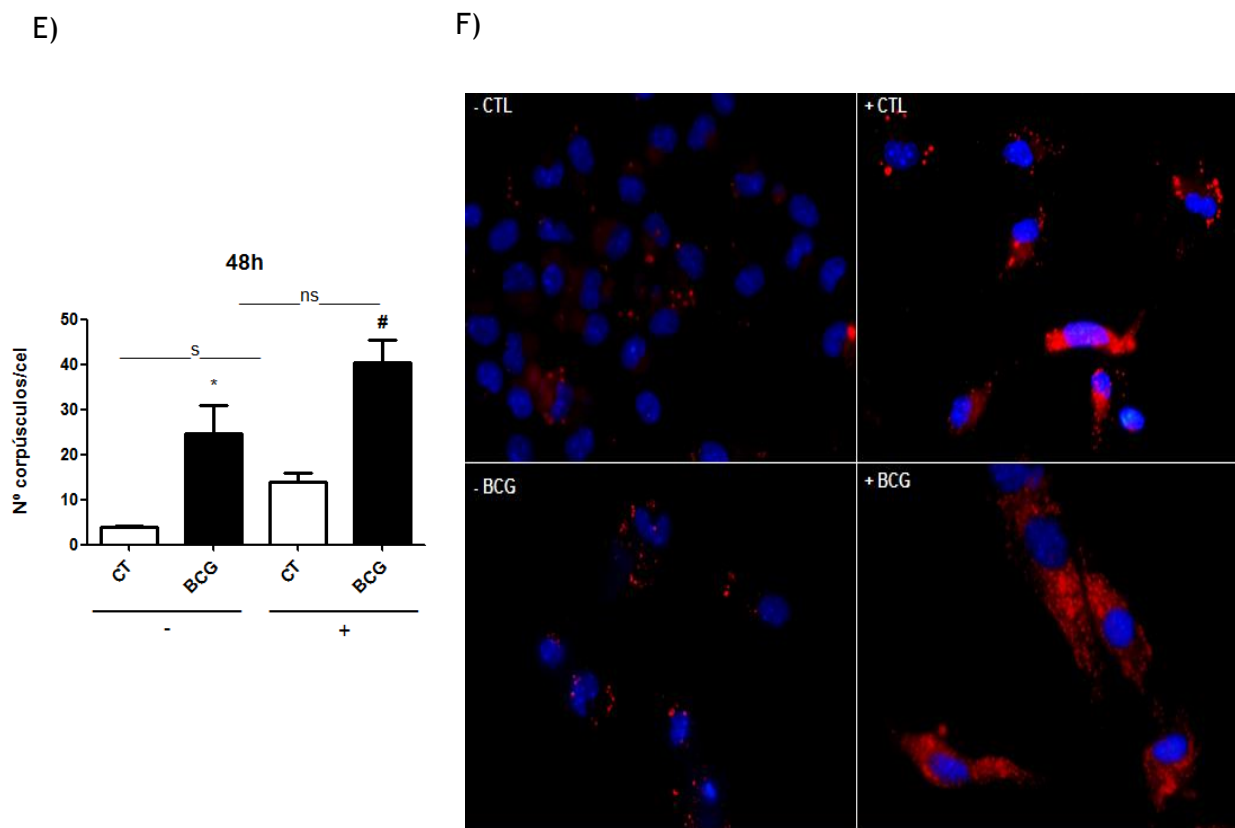 E)
F)
48h
ns
s
#
*
Nº corpúsculos/cel
50
40
30
20
10
0
CT
BCG
CT
BCG
-
+
- CTL
+ CTL
- BCG
+ BCG